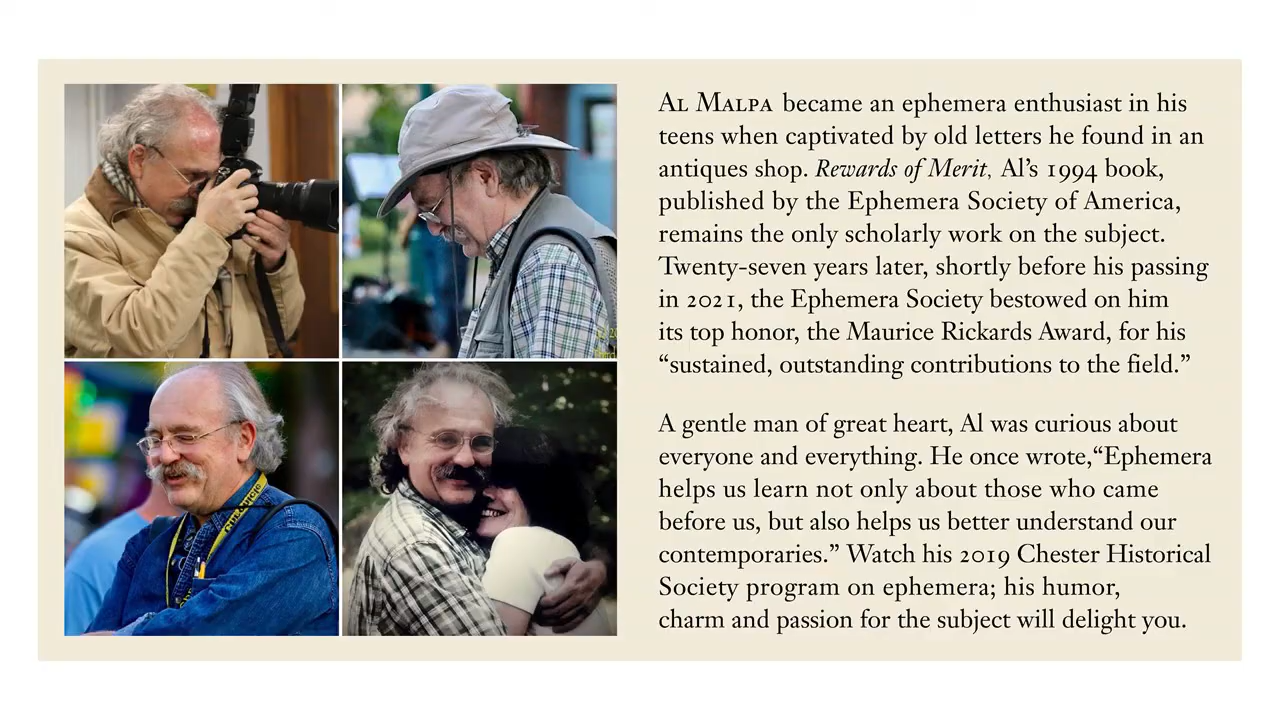 AL MALPA became an ephemera enthusiast in his
teens when captivated by old letters he found in an
antiques shop. Rewards of Merit, Al’s 1994 book,
published by the Ephemera Society of America,
remains the only scholarly work on the subject.
Twenty-seven years later, shortly before his passing
in 2021, the Ephemera Society bestowed on him
its top honor, the Maurice Rickards Award, for his
“sustained, outstanding contributions to the field.”
A gentle man of great heart, Al was curious about
everyone and everything. He once wrote,“Ephemera
helps us learn not only about those who came
before us, but also helps us better understand our
contemporaries.” Watch his 2019 Chester Historical
Society program on ephemera; his humor,
charm and passion for the subject will delight you.